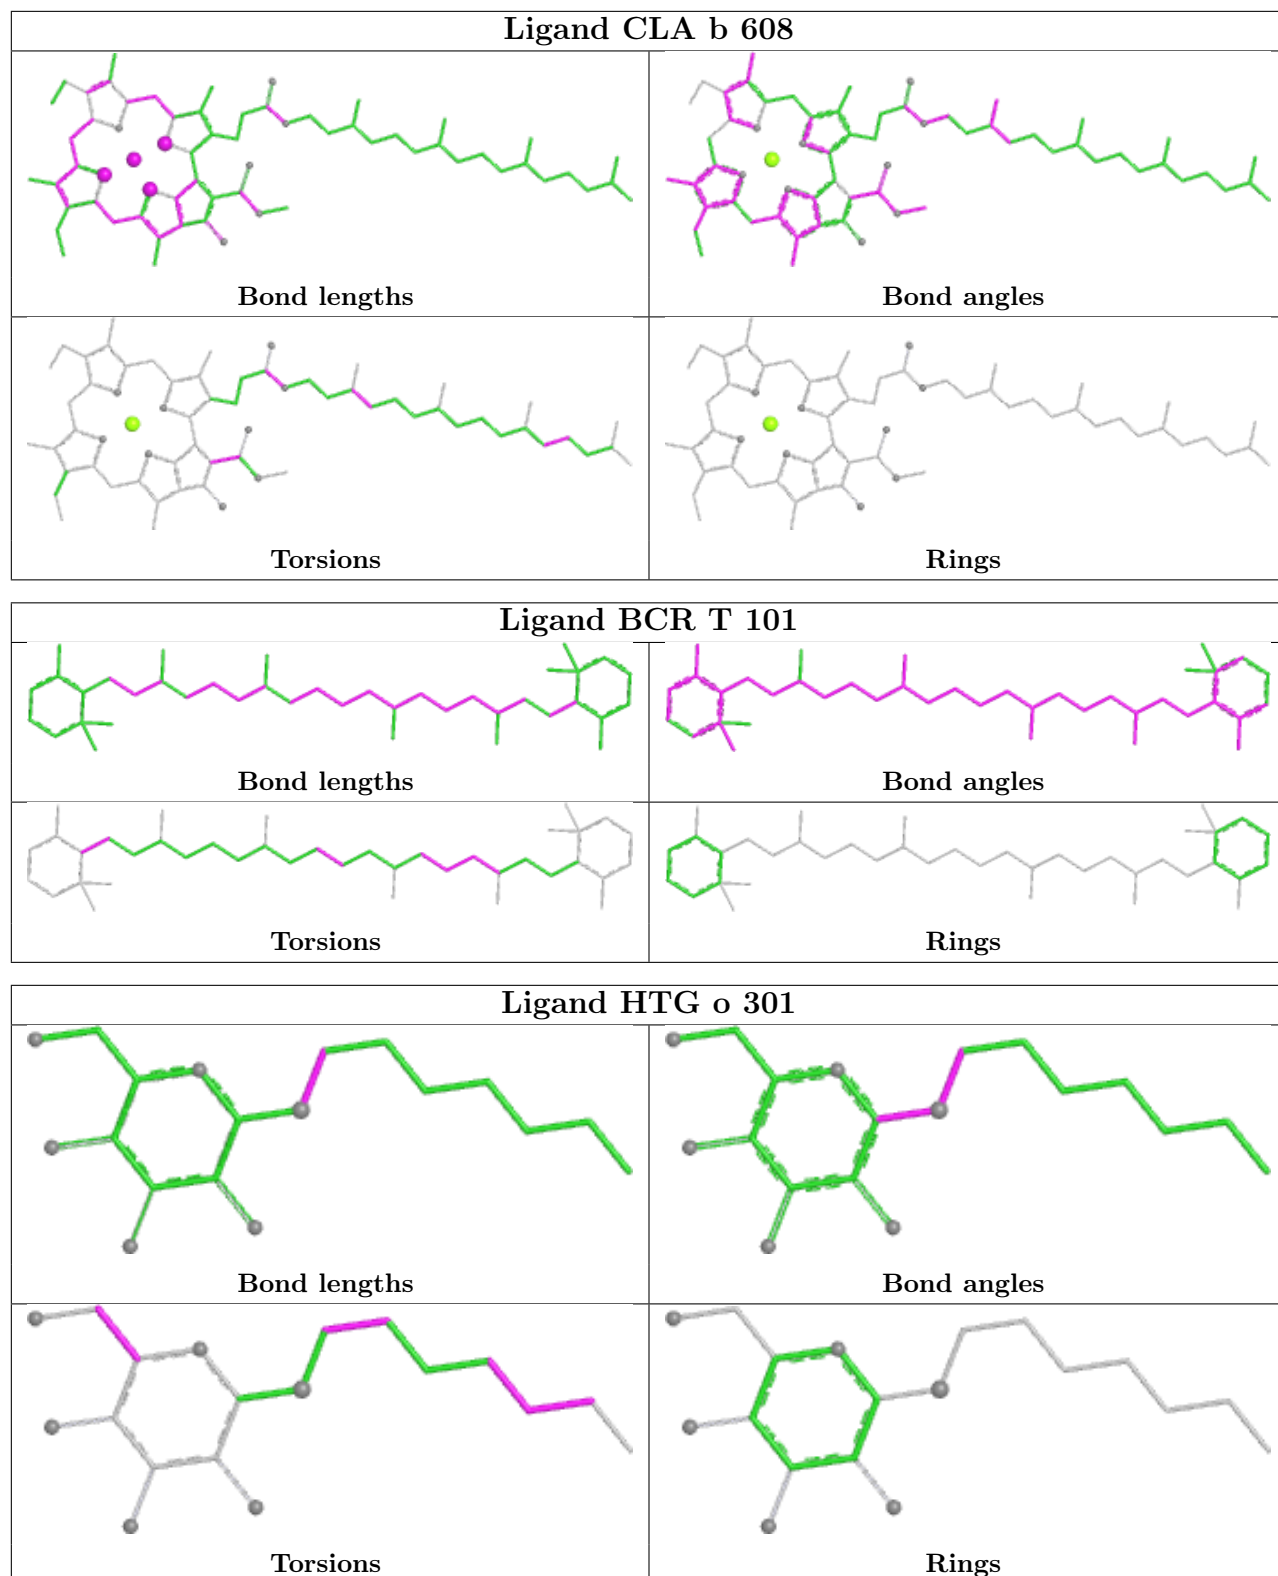 Ligand CLA b 608
Bond lengths Bond angles
Torsions Rings
Ligand BCR T 101
Bond lengths Bond angles
Torsions Rings
Ligand HTG o 301
Bond lengths Bond angles
Torsions Rings